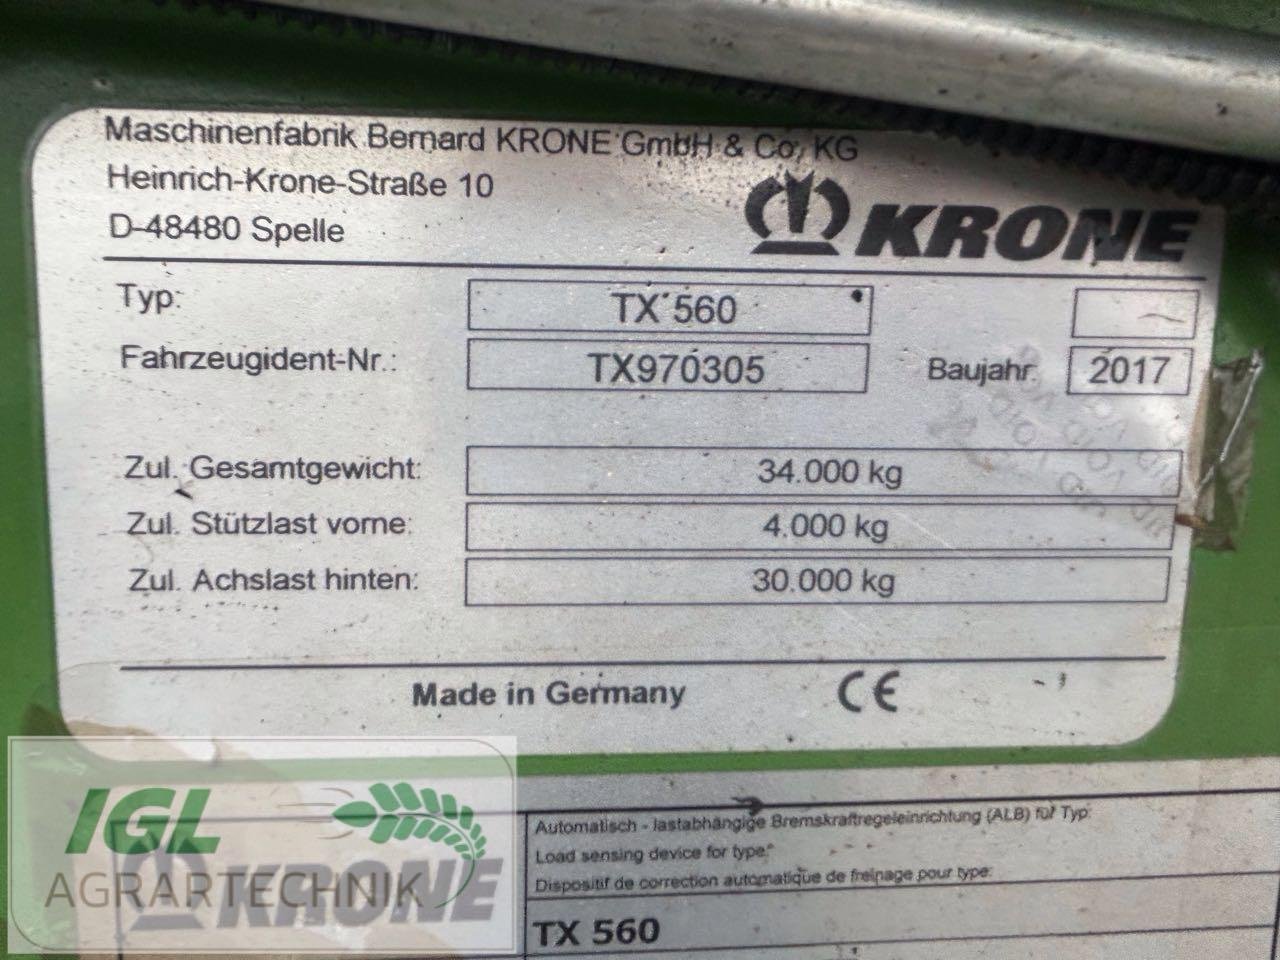 Maschinenfabrik Bernard KRONE GmbH & Co. KG
Heinrich-Krone-Straße 10
D-48480 Spelle
KRONE
Typ: TX 560
Fahrzeugident-Nr.: TX970305 Baujahr: 2017
Zul. Gesamtgewicht: 34.000 kg
Zul. Stützlast vorne: 4.000 kg
Zul. Achslast hinten: 30.000 kg
VOID VOID VOID
Made in Germany CE
IGL
AGRARTECHNIK
KRONE
Automatisch - lastabhängige Bremskraftregeleinrichtung (ALB) für Typ:
Load sensing device for type:
Dispositif de correction automatique de freinage pour type:
TX 560